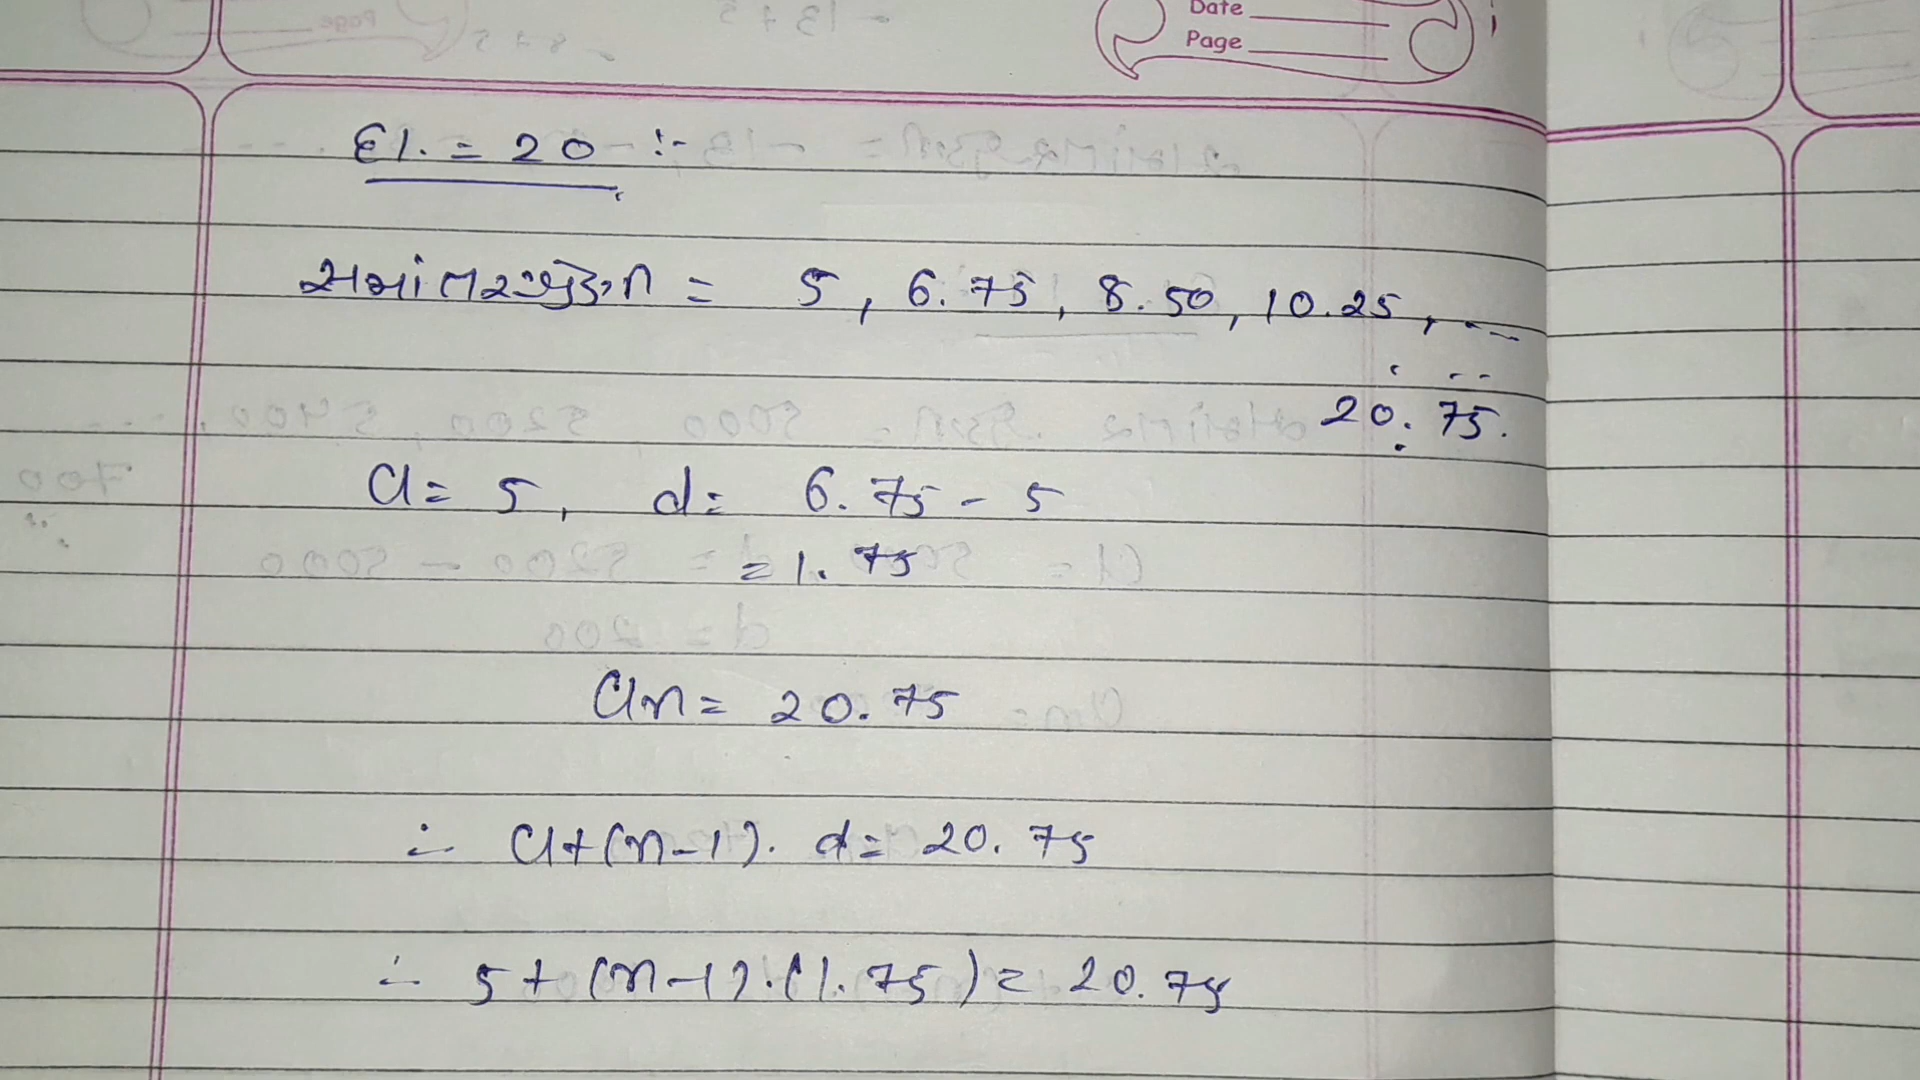 Date
Page
દા. = 20 :-
સમાંતરશ્રેઢી = 5, 6.75, 8.50, 10.25, ...
20.75.
a = 5, d = 6.75 - 5
= 1.75
an = 20.75
∴ a+(n-1). d = 20.75
∴ 5+(n-1).(1.75) = 20.75